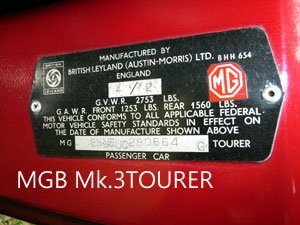 MANUFACTURED BY
BRITISH LEYLAND (AUSTIN-MORRIS) LTD. BHH 654
ENGLAND
BRITISH
LEYLAND
G.V.W.R. 2753 LBS.
G.A.W.R. FRONT 1253 LBS. REAR 1560 LBS.
THIS VEHICLE CONFORMS TO ALL APPLICABLE FEDERAL-
MOTOR VEHICLE SAFETY STANDARDS IN EFFECT ON
THE DATE OF MANUFACTURE SHOWN ABOVE
MG
MG G TOURER
PASSENGER CAR
MGB Mk.3TOURER